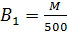 B₁ = M/500